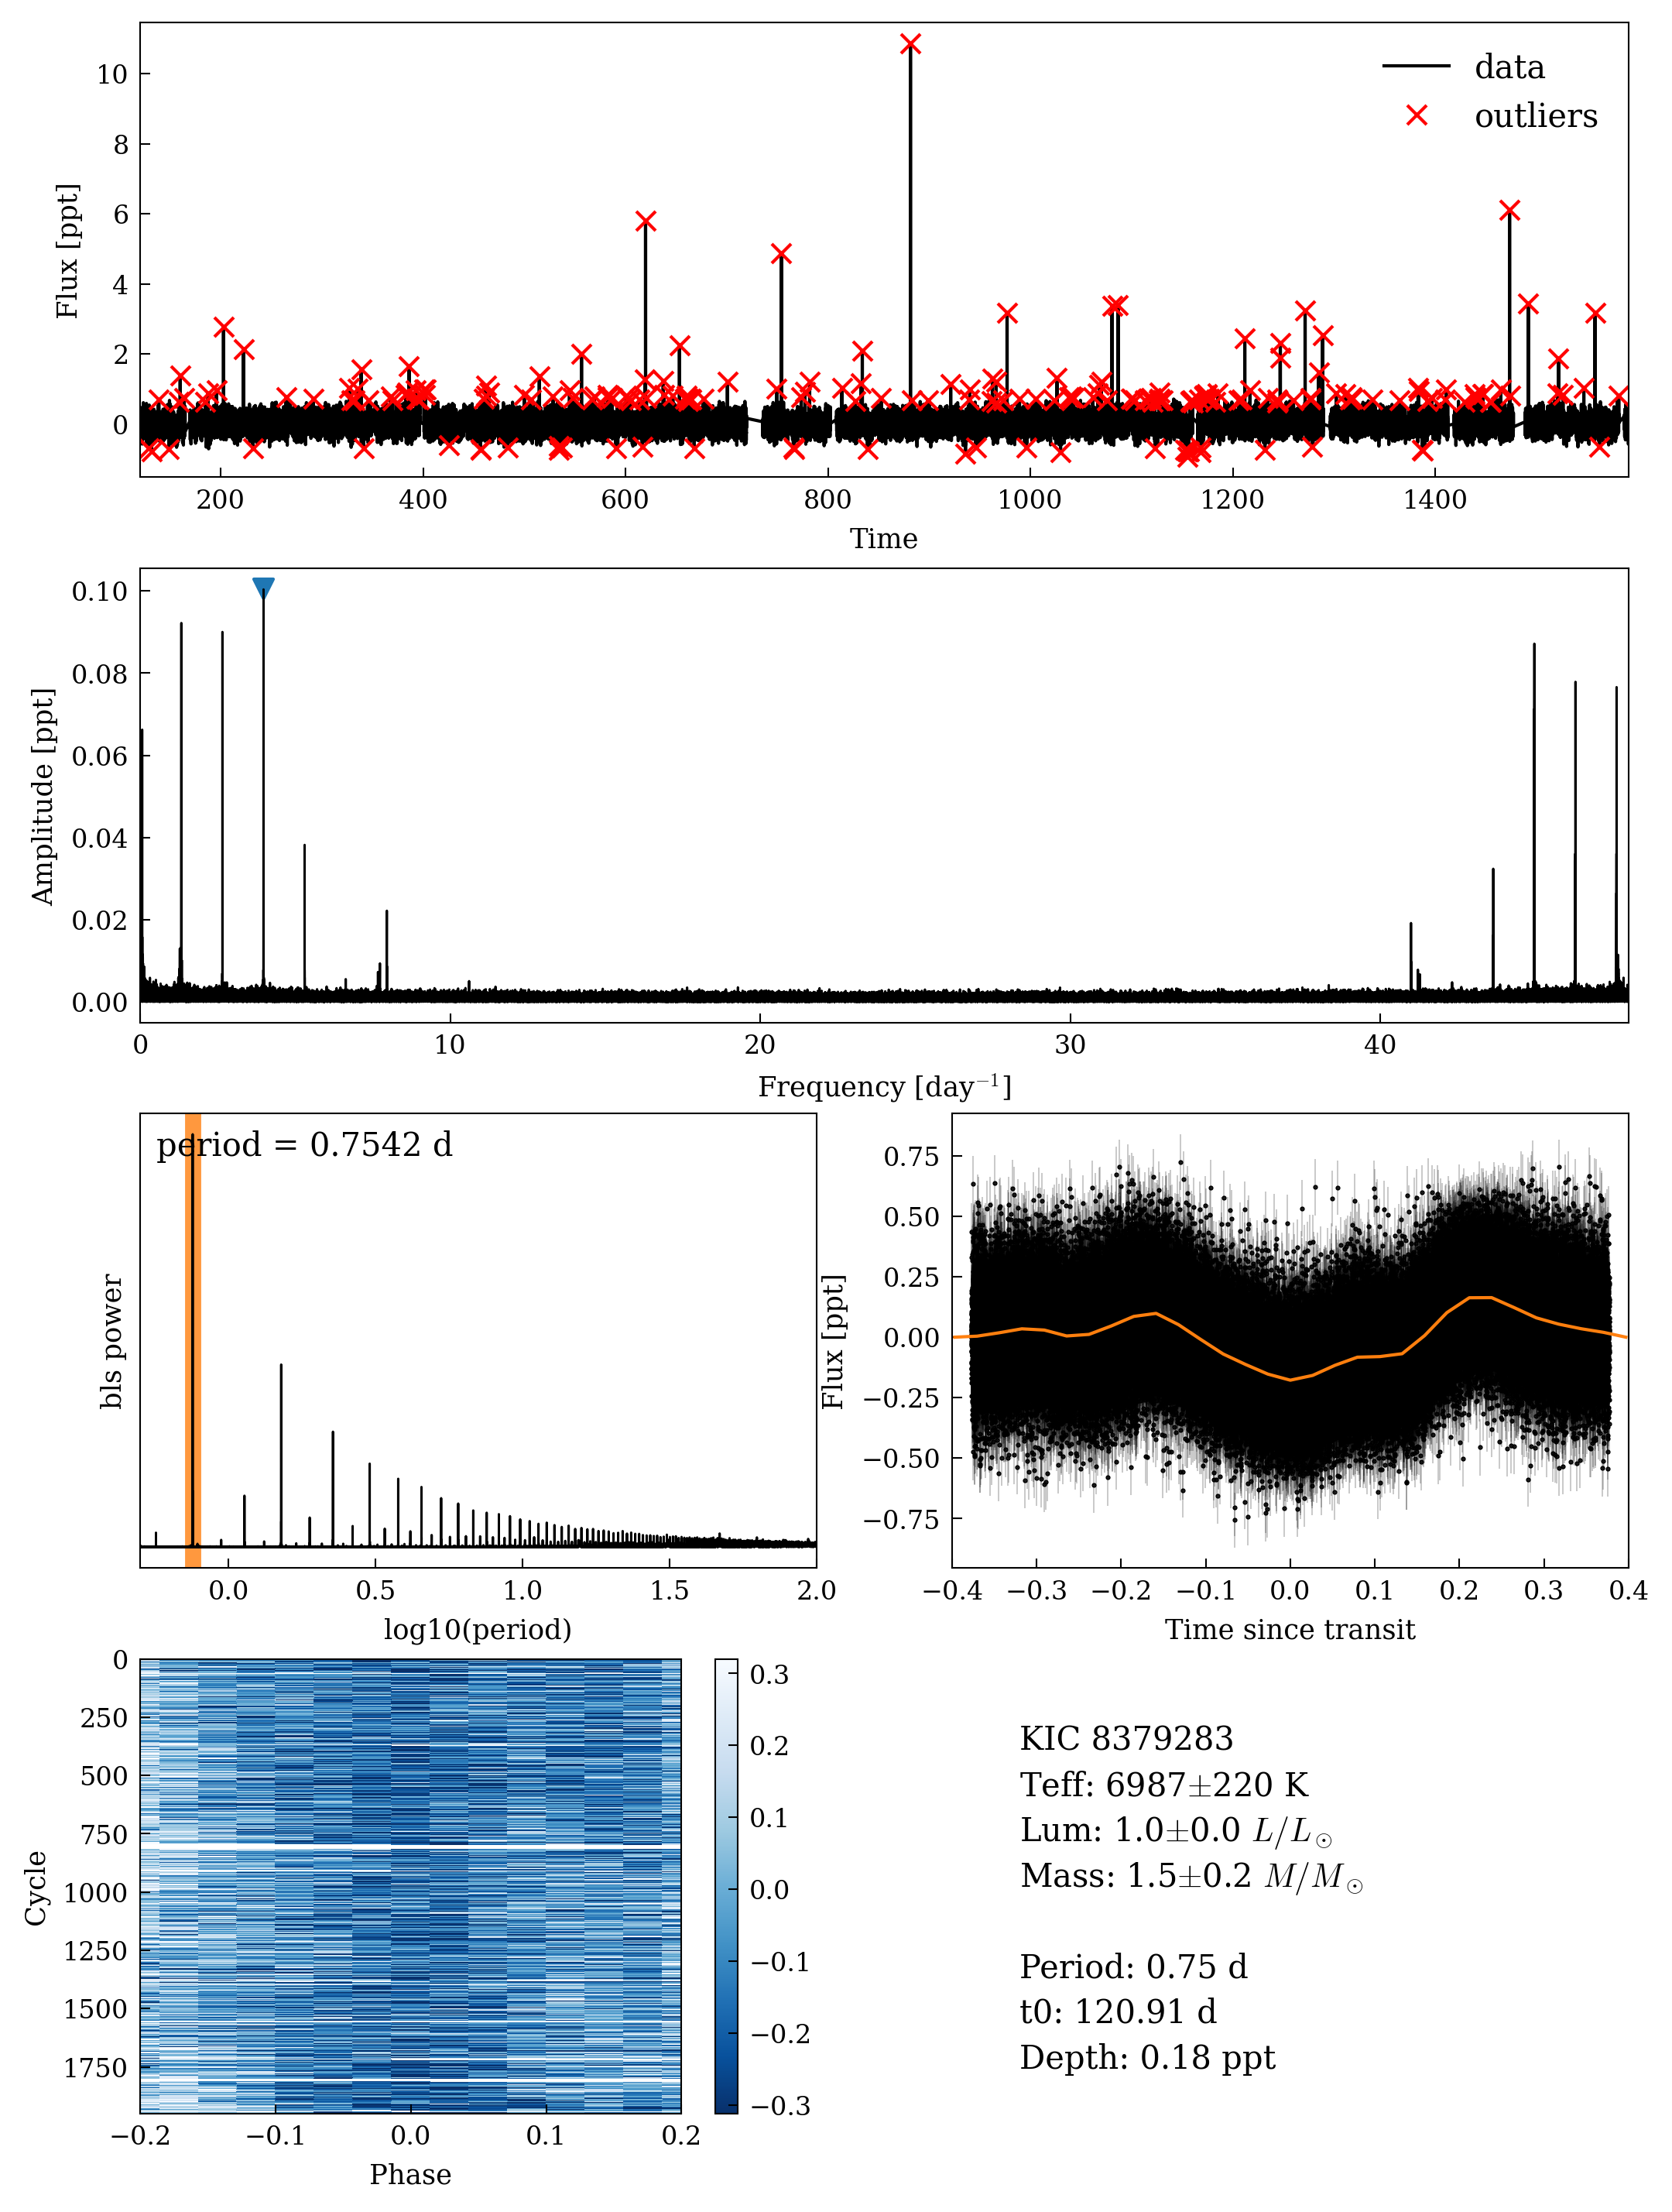 10
8
6
4
2
0
Flux [ppt]
data
outliers
200 400 600 800 1000 1200 1400
Time
0.10
0.08
0.06
0.04
0.02
0.00
Amplitude [ppt]
0 10 20 30 40
Frequency [day⁻¹]
period = 0.7542 d
bls power
0.0 0.5 1.0 1.5 2.0
log10(period)
0.75
0.50
0.25
0.00
−0.25
−0.50
−0.75
Flux [ppt]
−0.4 −0.3 −0.2 −0.1 0.0 0.1 0.2 0.3 0.4
Time since transit
0
250
500
750
1000
1250
1500
1750
Cycle
−0.2 −0.1 0.0 0.1 0.2
Phase
0.3
0.2
0.1
0.0
−0.1
−0.2
−0.3
KIC 8379283
Teff: 6987±220 K
Lum: 1.0±0.0 L/L☉
Mass: 1.5±0.2 M/M☉
Period: 0.75 d
t0: 120.91 d
Depth: 0.18 ppt